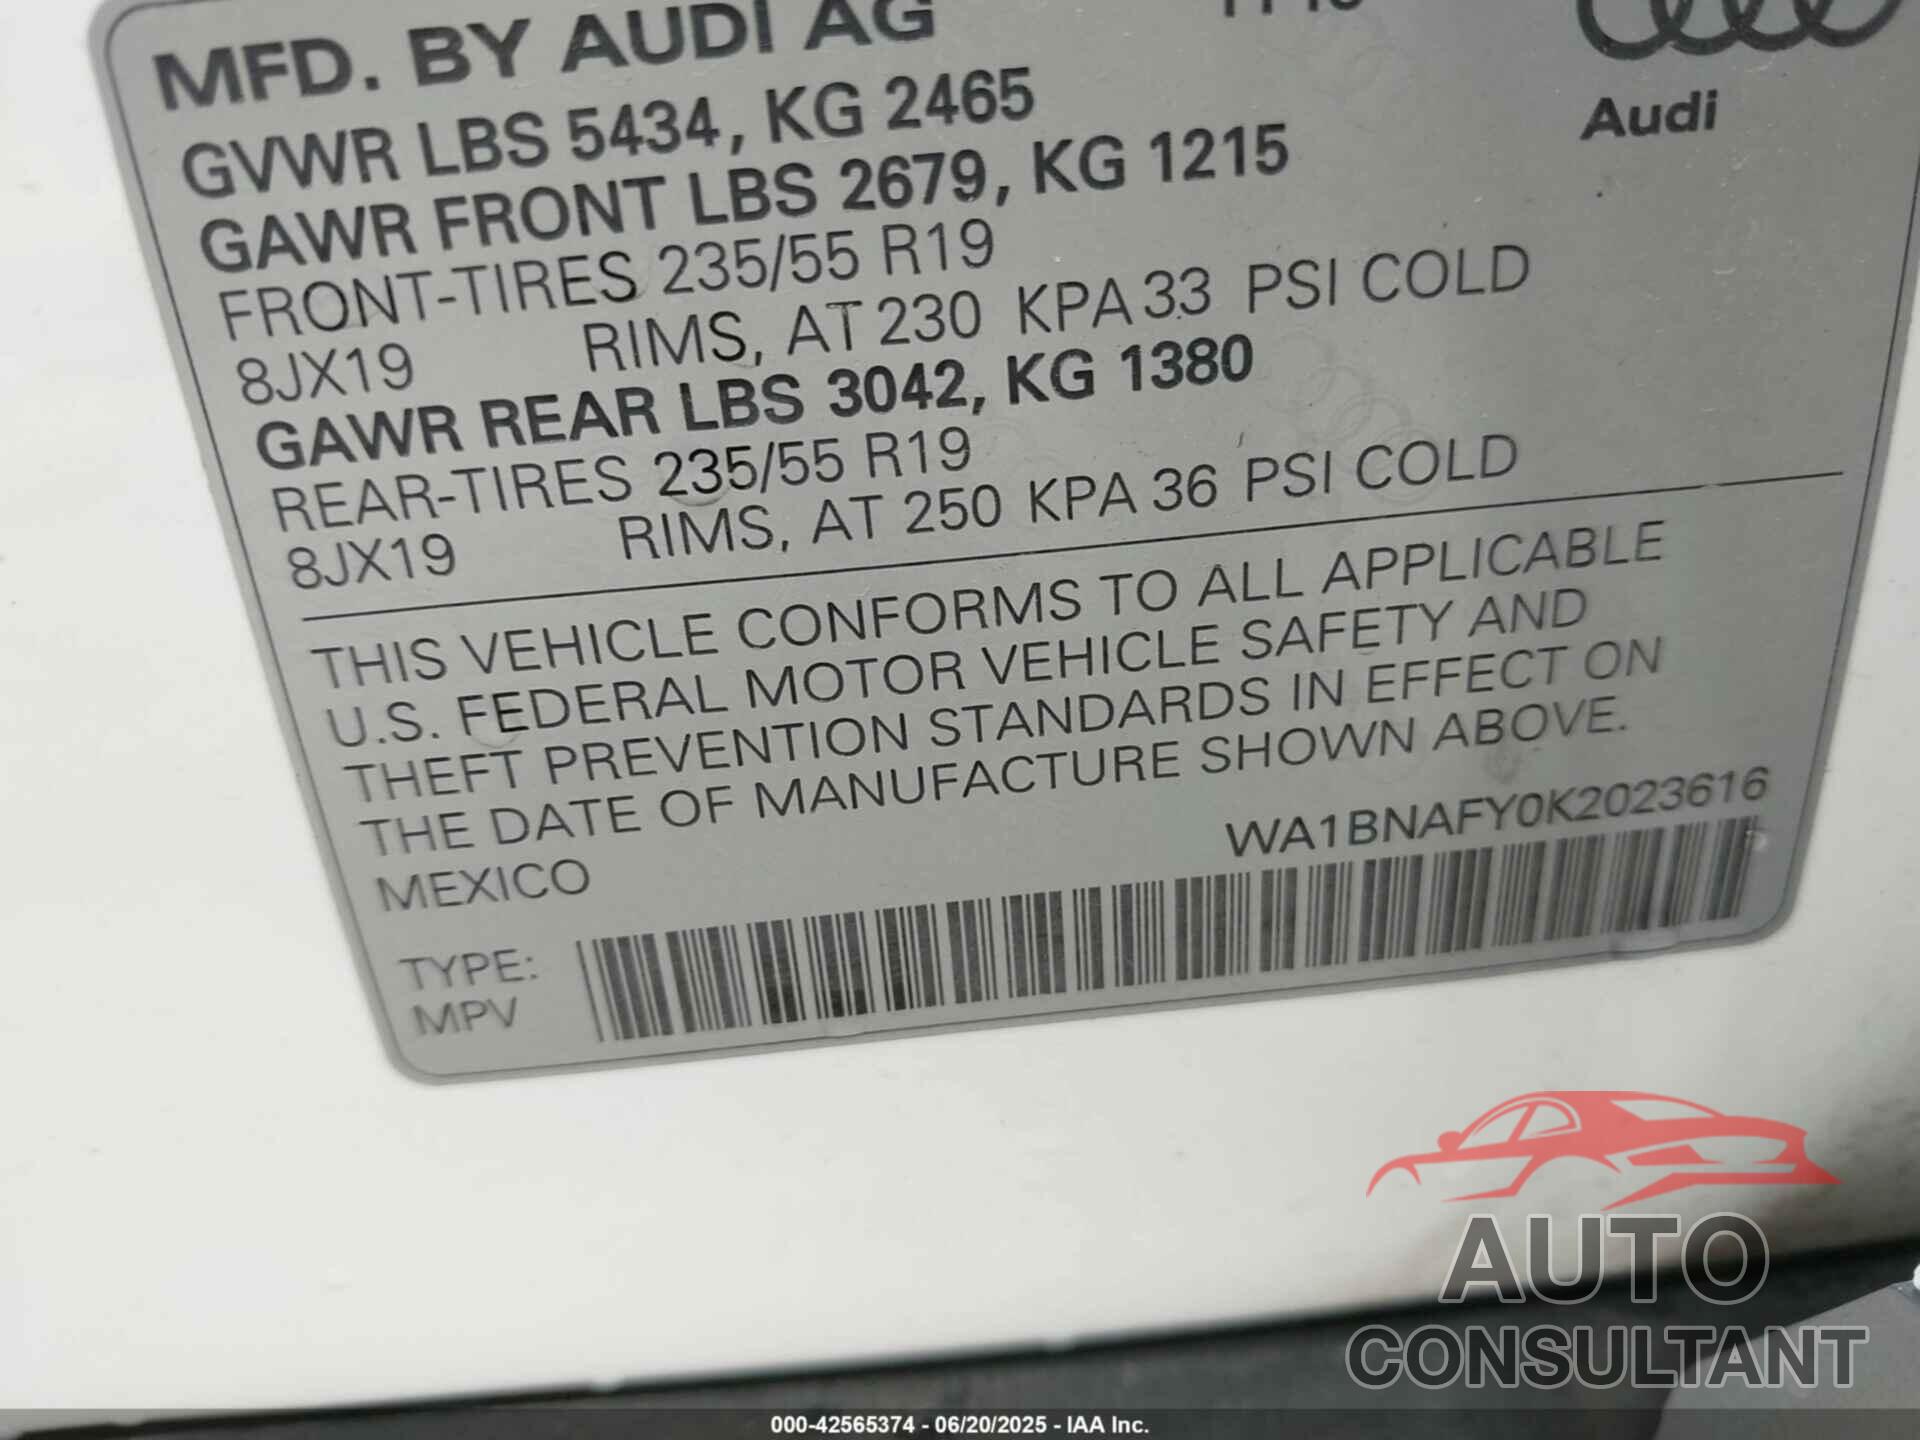 MFD. BY AUDI AG
Audi
GVWR LBS 5434, KG 2465
GAWR FRONT LBS 2679, KG 1215
FRONT-TIRES 235/55 R19
8JX19 RIMS, AT 230 KPA 33 PSI COLD
GAWR REAR LBS 3042, KG 1380
REAR-TIRES 235/55 R19
8JX19 RIMS, AT 250 KPA 36 PSI COLD
THIS VEHICLE CONFORMS TO ALL APPLICABLE
U.S. FEDERAL MOTOR VEHICLE SAFETY AND
THEFT PREVENTION STANDARDS IN EFFECT ON
THE DATE OF MANUFACTURE SHOWN ABOVE.
MEXICO
WA1BNAFY0K2023616
TYPE:
MPV
AUTO
CONSULTANT
000-42565374 - 06/20/2025 - IAA Inc.